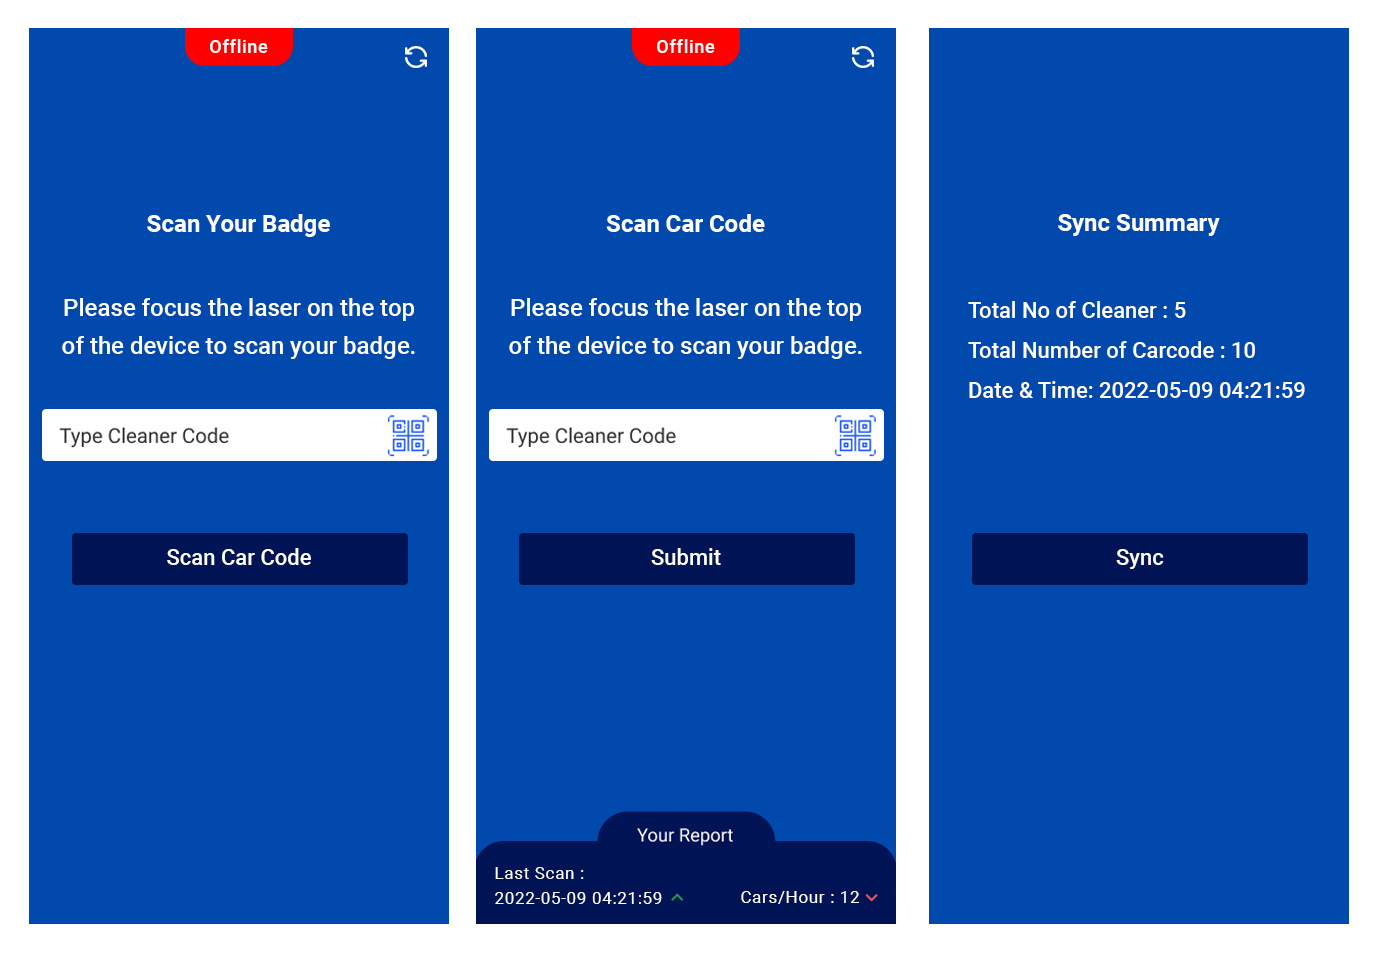 Offline
Scan Your Badge
Please focus the laser on the top
of the device to scan your badge.
Type Cleaner Code
Scan Car Code
Offline
Scan Car Code
Please focus the laser on the top
of the device to scan your badge.
Type Cleaner Code
Submit
Your Report
Last Scan :
2022-05-09 04:21:59
Cars/Hour : 12
Sync Summary
Total No of Cleaner : 5
Total Number of Carcode : 10
Date & Time: 2022-05-09 04:21:59
Sync